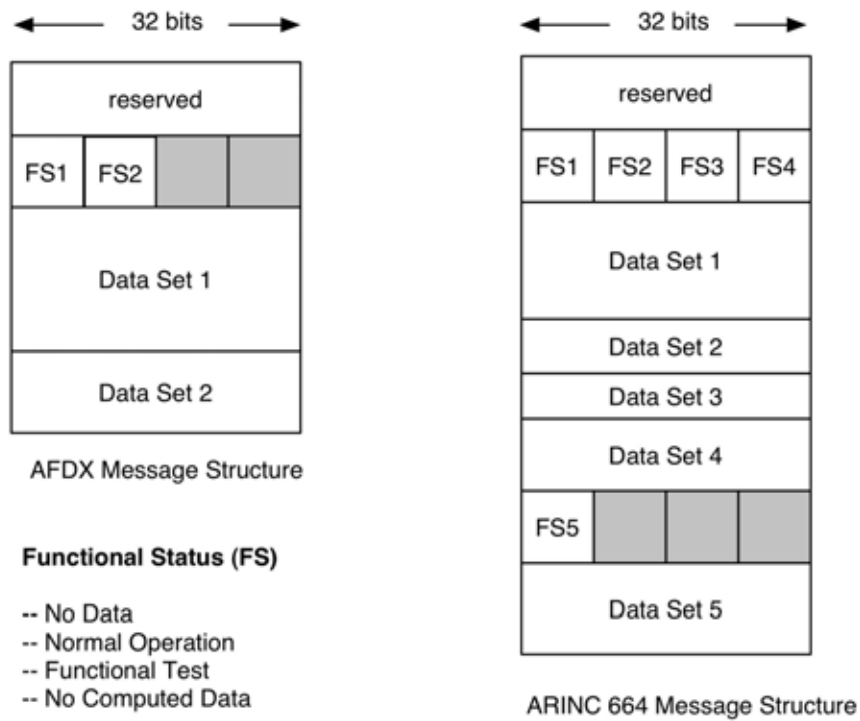 32 bits
reserved
FS1 FS2
Data Set 1
Data Set 2
AFDX Message Structure
Functional Status (FS)
-- No Data
-- Normal Operation
-- Functional Test
-- No Computed Data
32 bits
reserved
FS1 FS2 FS3 FS4
Data Set 1
Data Set 2
Data Set 3
Data Set 4
FS5
Data Set 5
ARINC 664 Message Structure